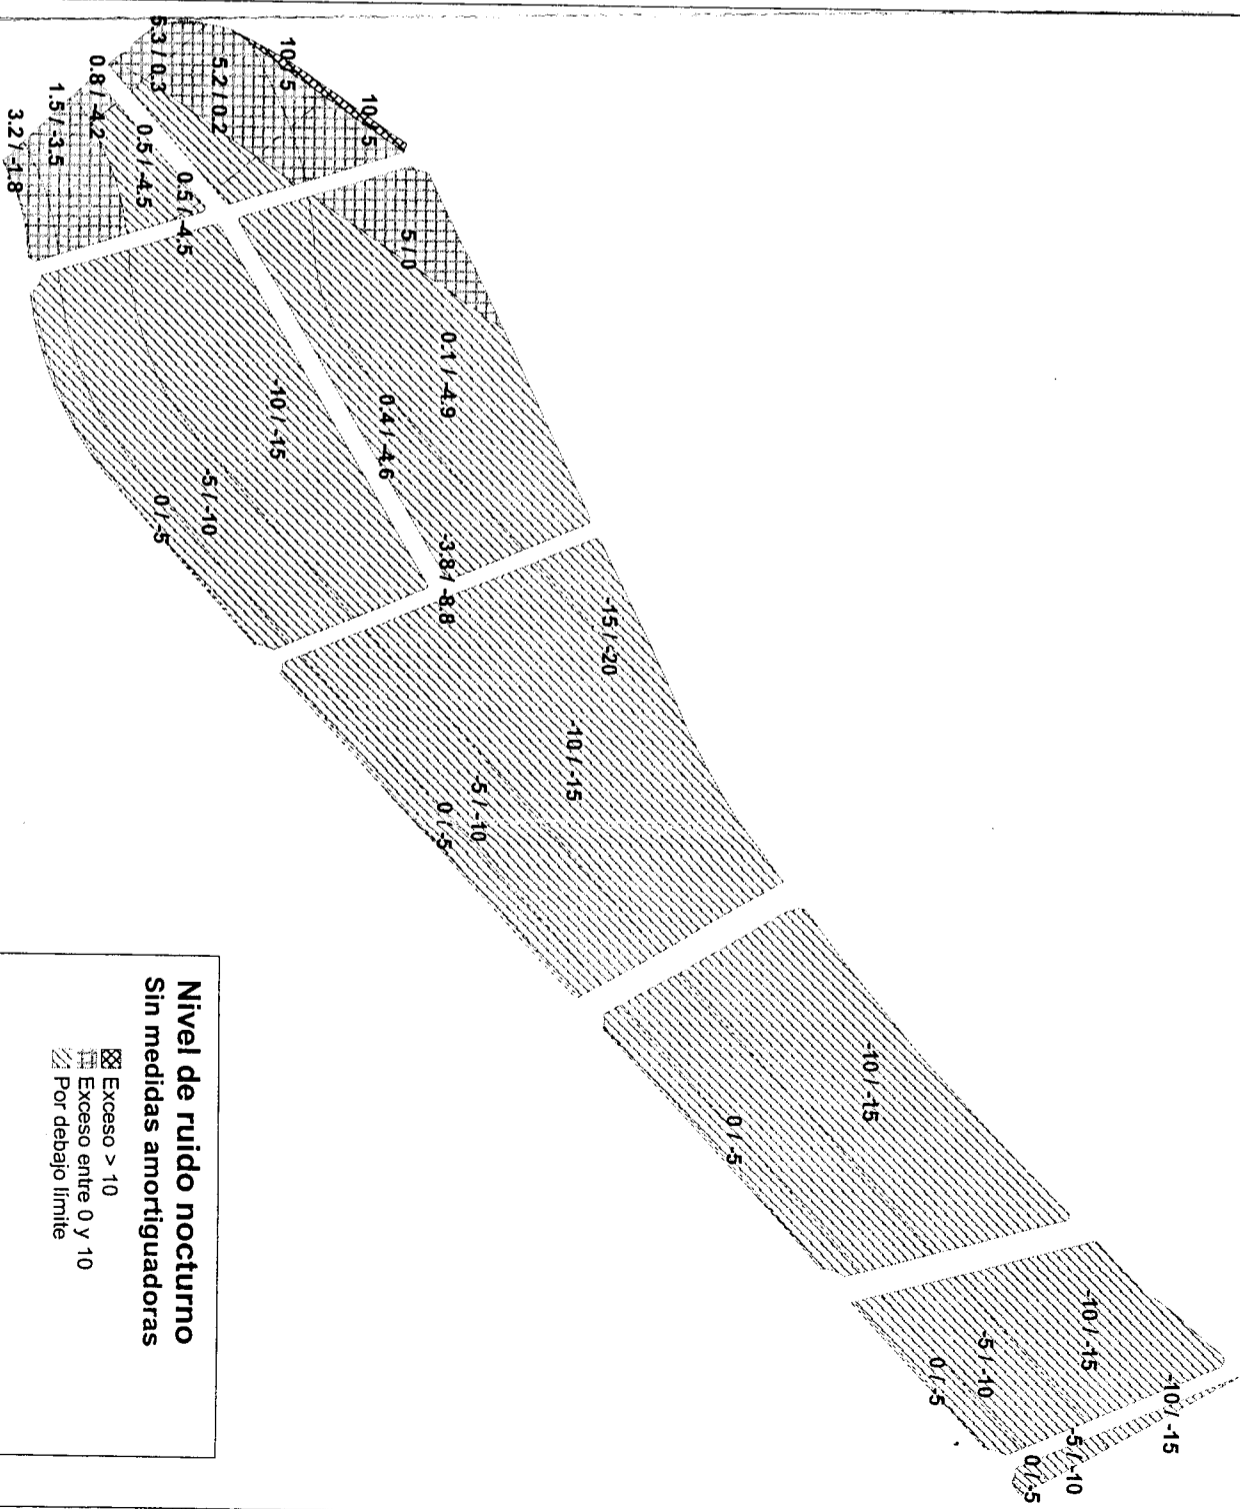 10 / 5
10 / 5
5.3 / 0.3
5.2 / 0.2
0.8 / -4.2
1.5 / -3.5
3.2 / -1.8
0.5 / -4.5
0.5 / -4.5
5 / 0
0.1 / -4.9
0.4 / -4.6
-10 / -15
-5 / -10
0 / -5
-3.8 / -8.8
-15 / -20
-10 / -15
-5 / -10
0 / -5
-10 / -15
0 / -5
-10 / -15
-5 / -10
0 / -5
-10 / -15
-5 / -10
0 / -5
Nivel de ruido nocturno
Sin medidas amortiguadoras
Exceso > 10
Exceso entre 0 y 10
Por debajo límite